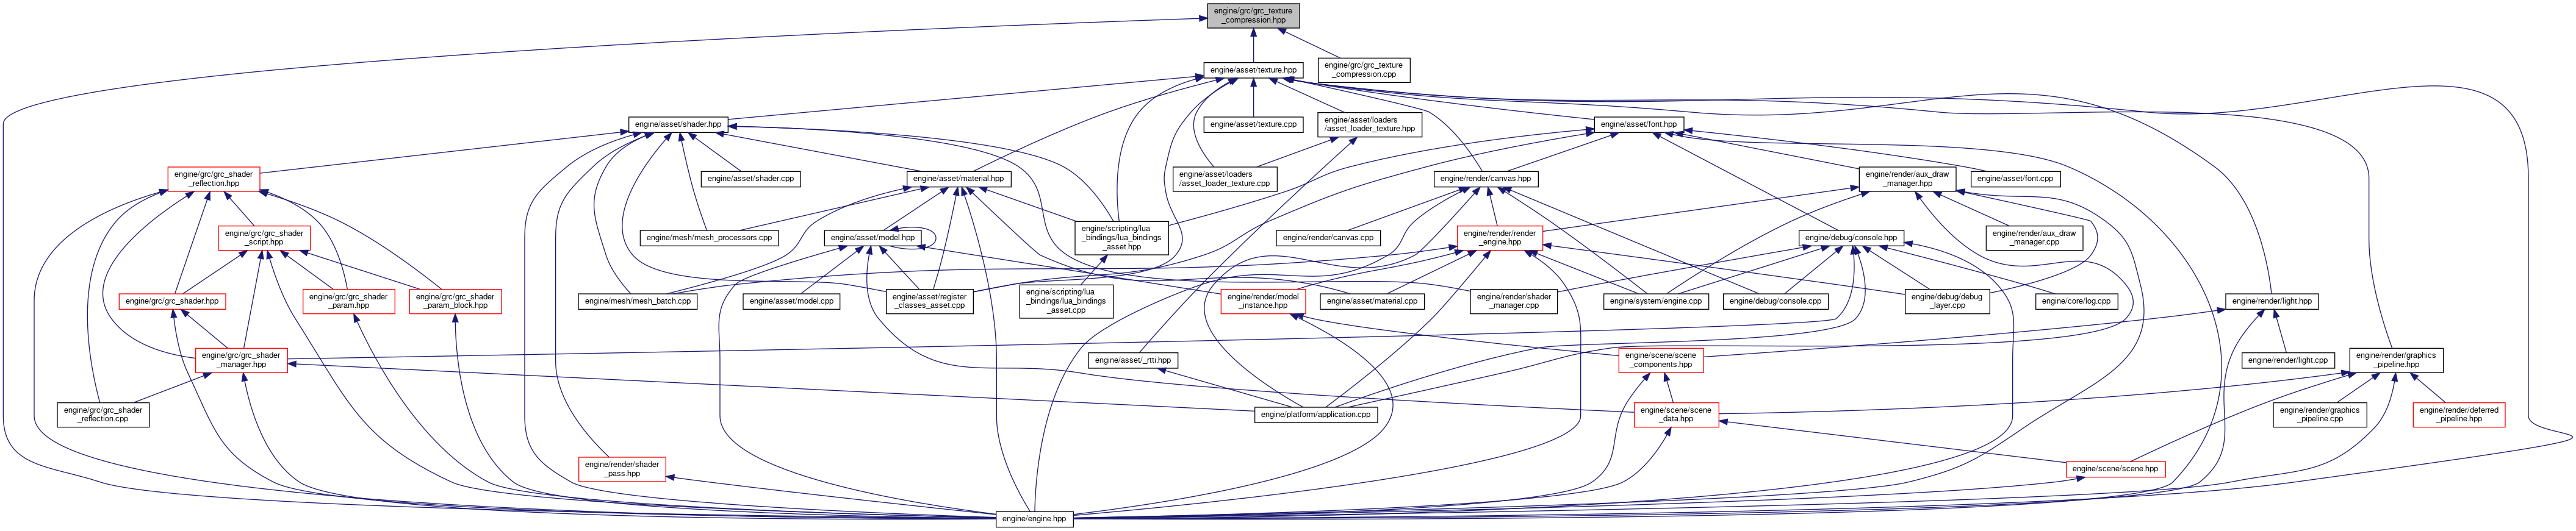 engine/grc/grc_texture
_compression.hpp
engine/asset/texture.hpp
engine/grc/grc_texture
_compression.cpp
engine/asset/shader.hpp
engine/asset/texture.cpp
engine/asset/loaders
/asset_loader_texture.hpp
engine/asset/font.hpp
engine/grc/grc_shader
_reflection.hpp
engine/asset/shader.cpp
engine/asset/material.hpp
engine/asset/loaders
/asset_loader_texture.cpp
engine/render/canvas.hpp
engine/render/aux_draw
_manager.hpp
engine/asset/font.cpp
engine/grc/grc_shader
_script.hpp
engine/mesh/mesh_processors.cpp
engine/asset/model.hpp
engine/scripting/lua
_bindings/lua_bindings
_asset.hpp
engine/render/canvas.cpp
engine/render/render
_engine.hpp
engine/debug/console.hpp
engine/render/aux_draw
_manager.cpp
engine/grc/grc_shader.hpp
engine/grc/grc_shader
_param.hpp
engine/grc/grc_shader
_param_block.hpp
engine/mesh/mesh_batch.cpp
engine/asset/model.cpp
engine/asset/register
_classes_asset.cpp
engine/scripting/lua
_bindings/lua_bindings
_asset.cpp
engine/render/model
_instance.hpp
engine/asset/material.cpp
engine/render/shader
_manager.cpp
engine/system/engine.cpp
engine/debug/console.cpp
engine/debug/debug
_layer.cpp
engine/core/log.cpp
engine/render/light.hpp
engine/grc/grc_shader
_manager.hpp
engine/asset/_rtti.hpp
engine/scene/scene
_components.hpp
engine/render/light.cpp
engine/render/graphics
_pipeline.hpp
engine/grc/grc_shader
_reflection.cpp
engine/platform/application.cpp
engine/scene/scene
_data.hpp
engine/render/graphics
_pipeline.cpp
engine/render/deferred
_pipeline.hpp
engine/render/shader
_pass.hpp
engine/scene/scene.hpp
engine/engine.hpp